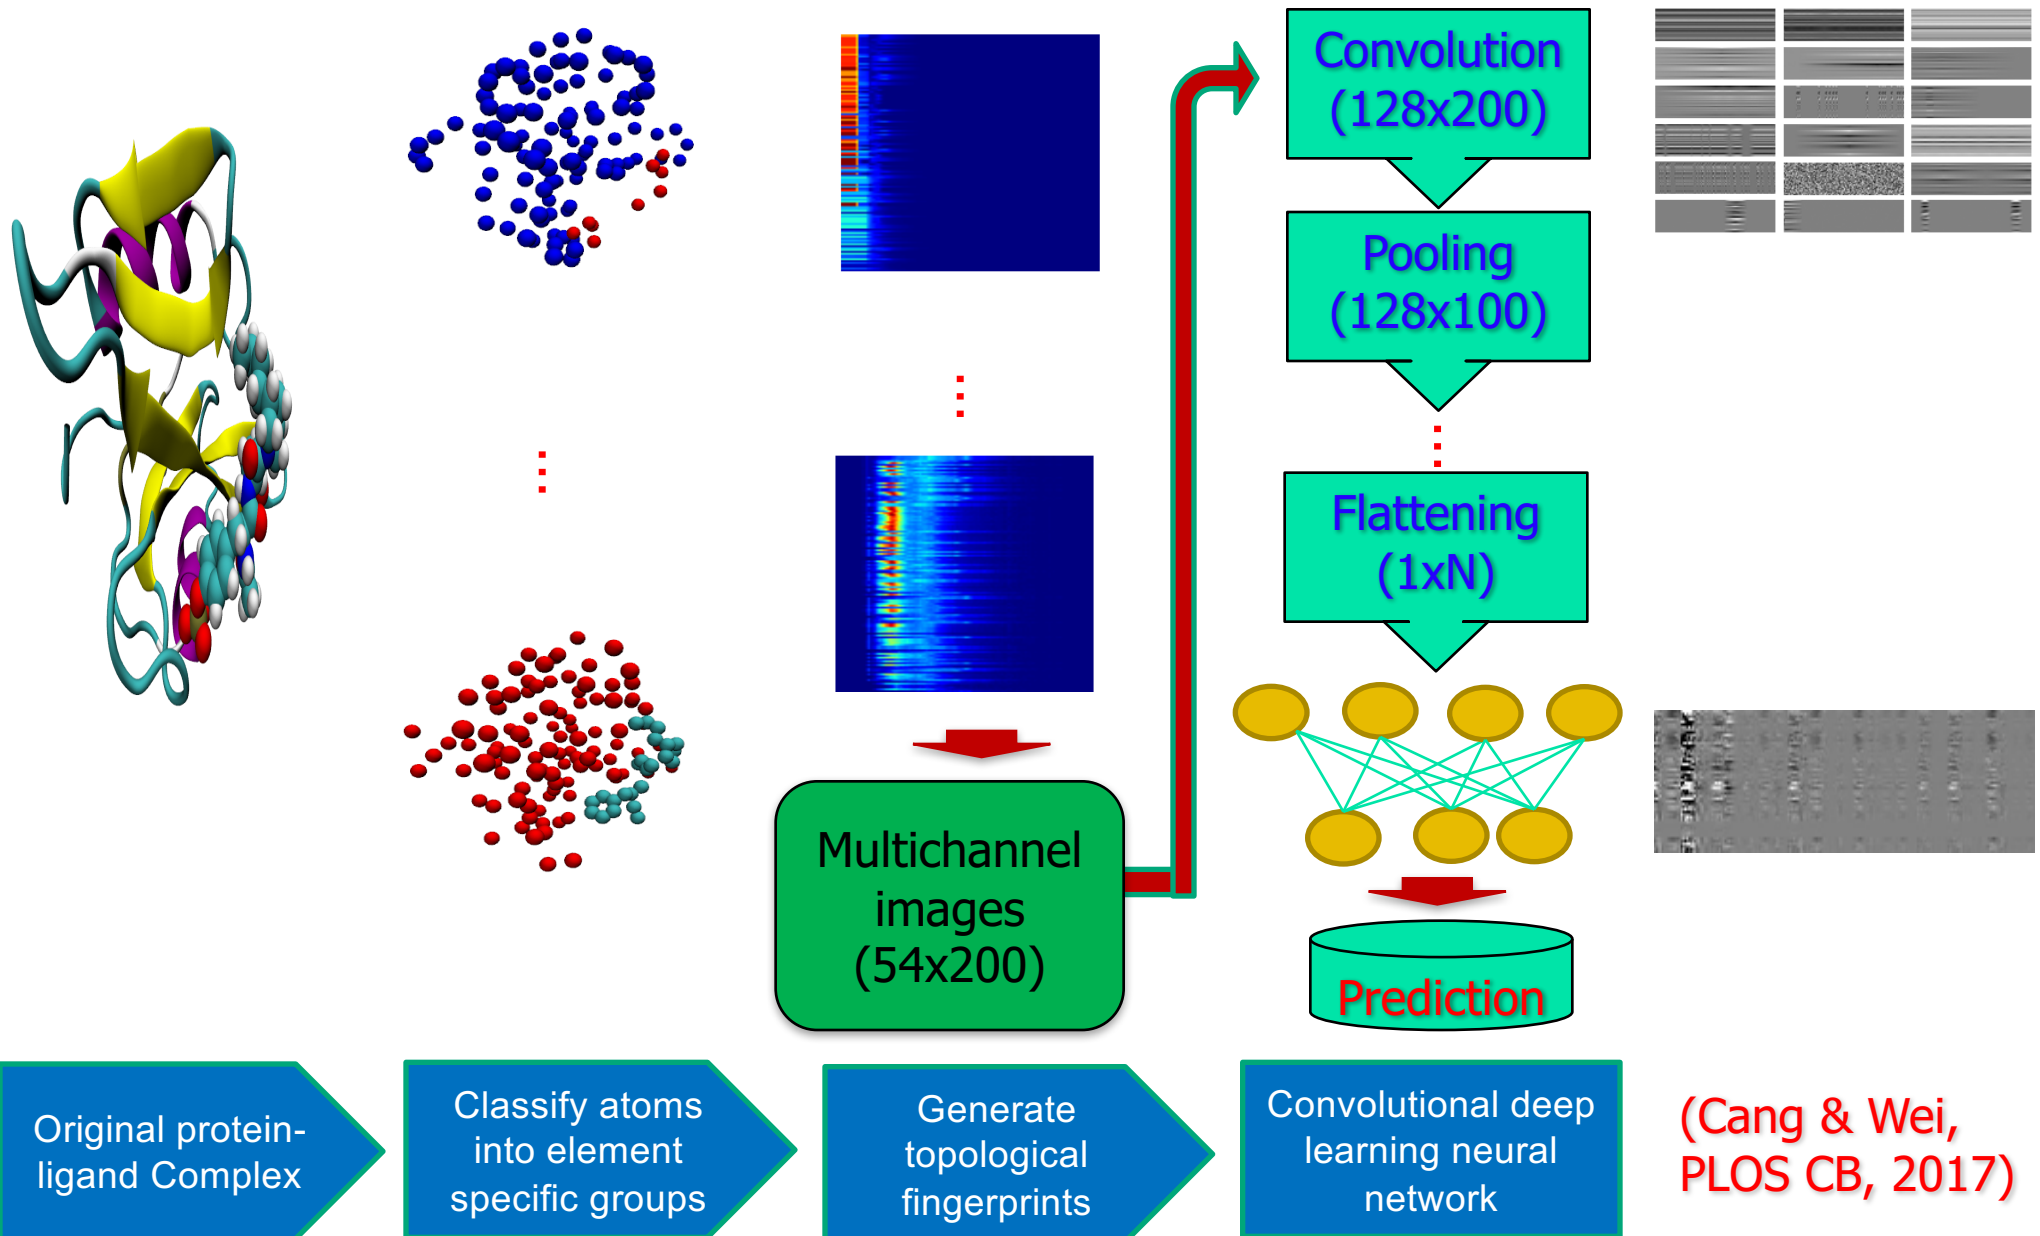 Convolution
(128x200)
Pooling
(128x100)
Flattening
(1xN)
Multichannel
images
(54x200)
Prediction
Original protein-
ligand Complex
Classify atoms
into element
specific groups
Generate
topological
fingerprints
Convolutional deep
learning neural
network
(Cang & Wei,
PLOS CB, 2017)